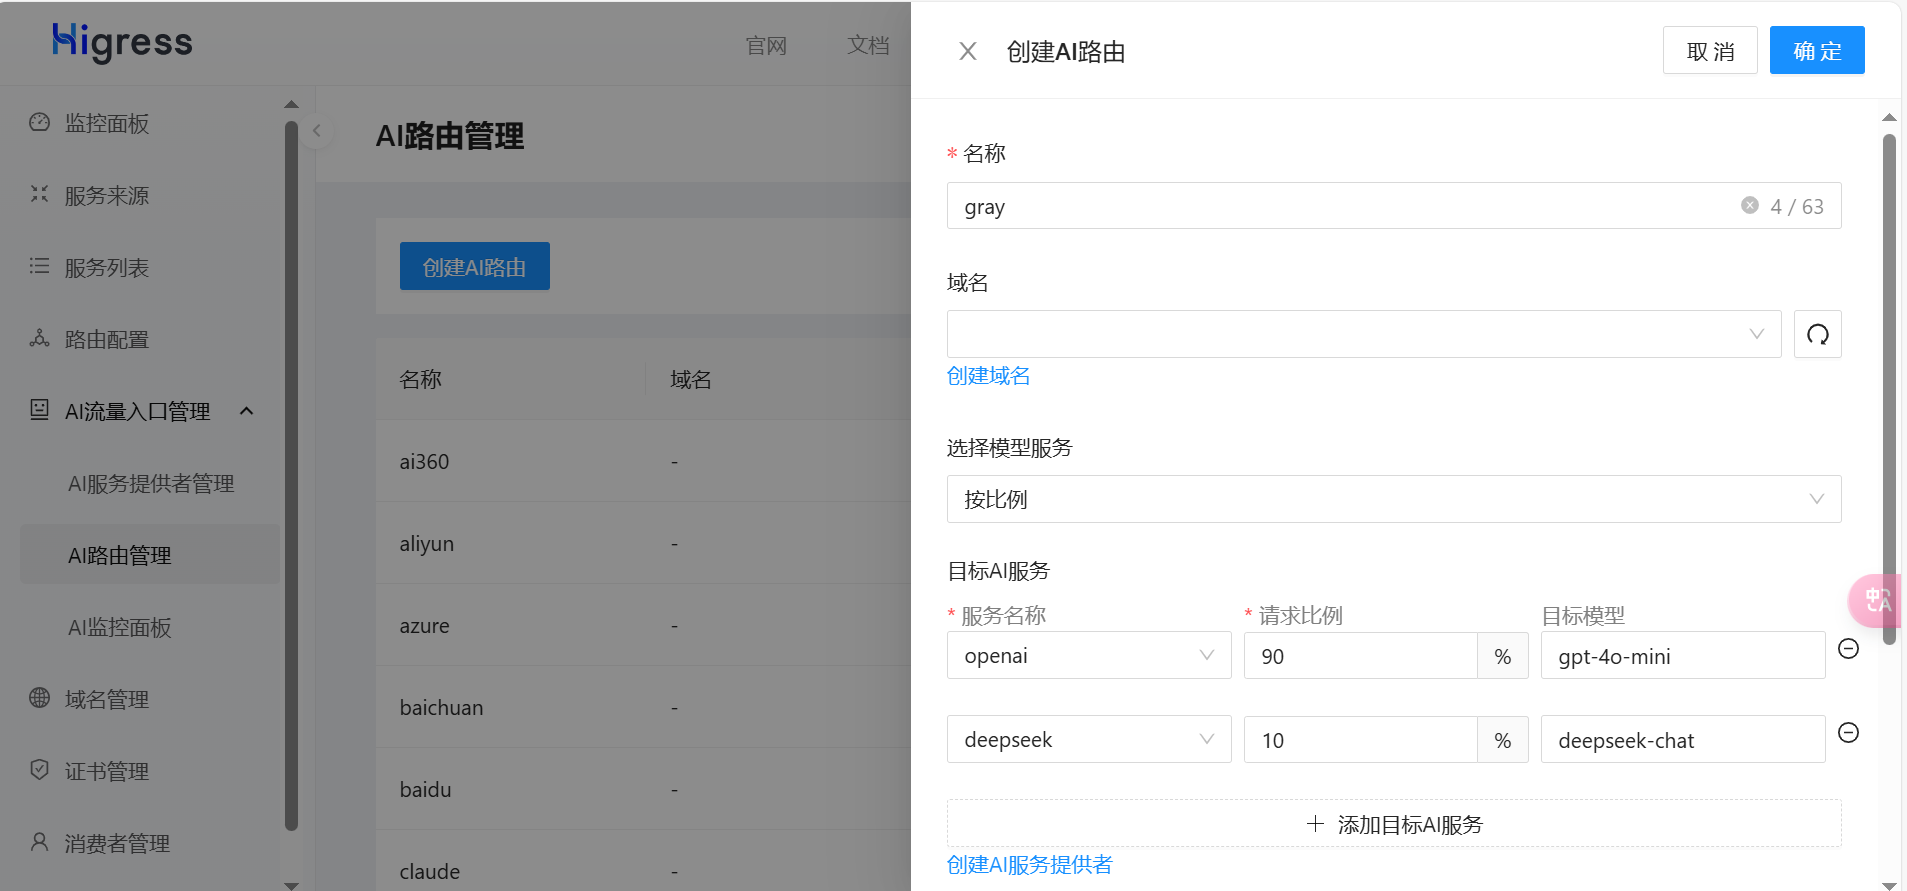 Higress
官网
文档
监控面板
服务来源
服务列表
路由配置
AI流量入口管理
AI服务提供者管理
AI路由管理
AI监控面板
域名管理
证书管理
消费者管理
AI路由管理
创建AI路由
名称 域名
ai360 -
aliyun -
azure -
baichuan -
baidu -
claude -
创建AI路由
取 消
确 定
* 名称
gray 4 / 63
域名
创建域名
选择模型服务
按比例
目标AI服务
* 服务名称 * 请求比例 目标模型
openai 90 % gpt-4o-mini
deepseek 10 % deepseek-chat
+ 添加目标AI服务
创建AI服务提供者
中A